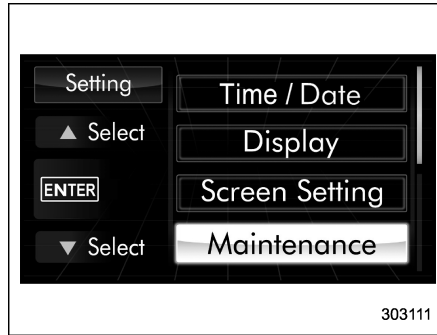 Setting
▲ Select
ENTER
▼ Select
Time / Date
Display
Screen Setting
Maintenance
303111